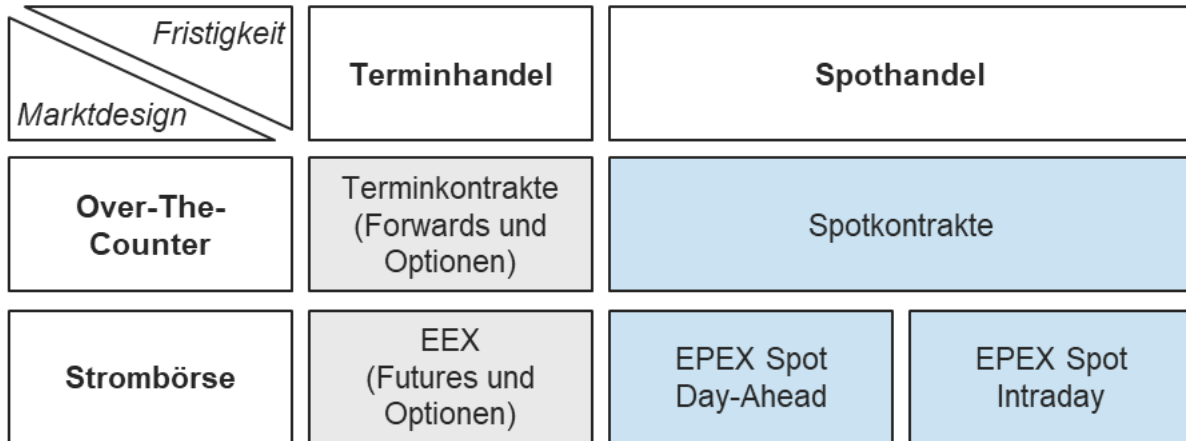 Fristigkeit
Marktdesign
Terminhandel
Spothandel
Over-The-
Counter
Terminkontrakte
(Forwards und
Optionen)
Spotkontrakte
Strombörse
EEX
(Futures und
Optionen)
EPEX Spot
Day-Ahead
EPEX Spot
Intraday